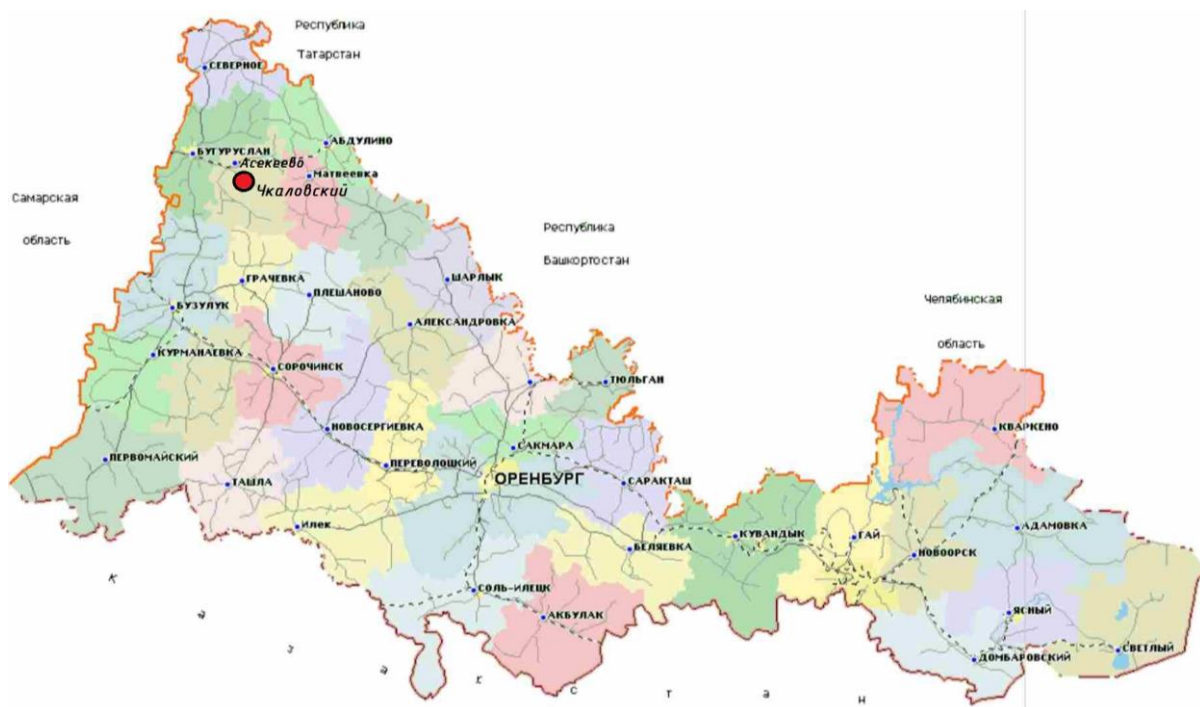 Республика
Татарстан
СЕВЕРНОЕ
АБДУЛИНО
БУГУРУСЛАН
Асекеево
Матвеевка
Чкаловский
Самарская
область
Республика
Башкортостан
ШАРЛЫК
ГРАЧЕВКА
ПЛЕШАНОВО
БУЗУЛУК
Челябинская
область
АЛЕКСАНДРОВКА
КУРМАНАЕВКА
СОРОЧИНСК
ТЮЛЬГАН
НОВОСЕРГИЕВКА
КВАРКЕНО
САКМАРА
ПЕРВОМАЙСКИЙ
ПЕРЕВОЛОЦКИЙ
ОРЕНБУРГ
ТАШЛА
САРАКТАШ
Илек
КУВАНДЫК
ГАЙ
АДАМОВКА
БЕЛЯЕВКА
НОВООРСК
СОЛЬ-ИЛЕЦК
АКБУЛАК
ЯСНЫЙ
ДОМБАРОВСКИЙ
СВЕТЛЫЙ
К а з а х с т а н